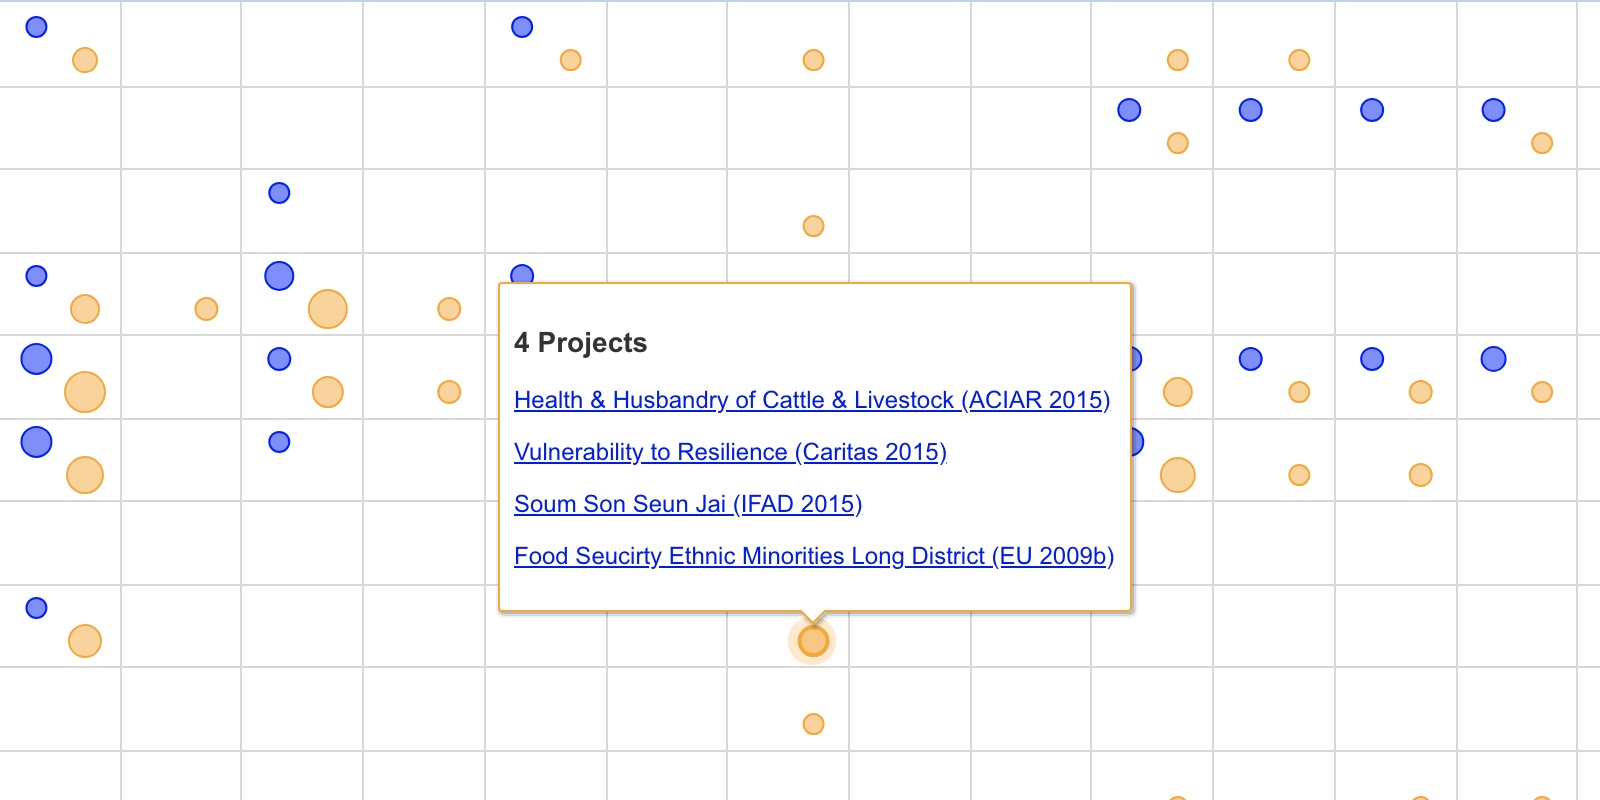 4 Projects
Health & Husbandry of Cattle & Livestock (ACIAR 2015)
Vulnerability to Resilience (Caritas 2015)
Soum Son Seun Jai (IFAD 2015)
Food Seucirty Ethnic Minorities Long District (EU 2009b)